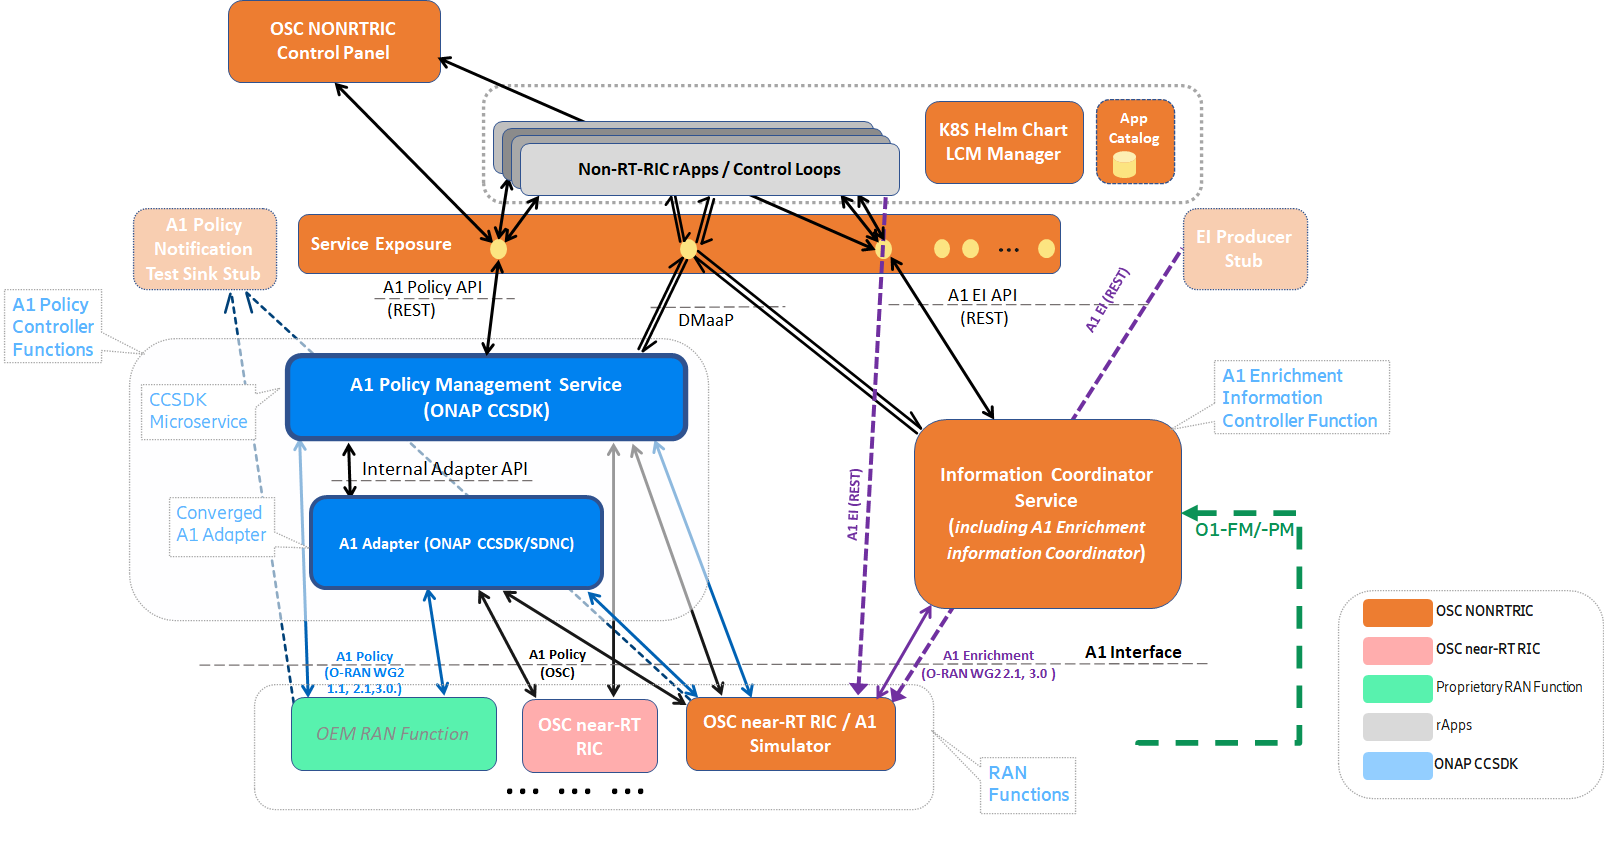 OSC NONRTRIC
Control Panel
K8S Helm Chart
LCM Manager
App
Catalog
Non-RT-RIC rApps / Control Loops
A1 Policy
Notification
Test Sink Stub
Service Exposure
...
EI Producer
Stub
A1 Policy API
(REST)
DMaaP
A1 EI API
(REST)
A1 EI (REST)
A1 Policy
Controller
Functions
A1 Policy Management Service
(ONAP CCSDK)
CCSDK
Microservice
A1 Enrichment
Information
Controller Function
Internal Adapter API
A1 EI (REST)
Information Coordinator
Service
(including A1 Enrichment
information Coordinator)
Converged
A1 Adapter
A1 Adapter (ONAP CCSDK/SDNC)
O1-FM/-PM
A1 Policy
(O-RAN WG2
1.1, 2.1,3.0.)
A1 Policy
(OSC)
A1 Enrichment
(O-RAN WG2 2.1, 3.0 )
A1 Interface
OEM RAN Function
OSC near-RT
RIC
OSC near-RT RIC / A1
Simulator
... ... ...
RAN
Functions
OSC NONRTRIC
OSC near-RT RIC
Proprietary RAN Function
rApps
ONAP CCSDK